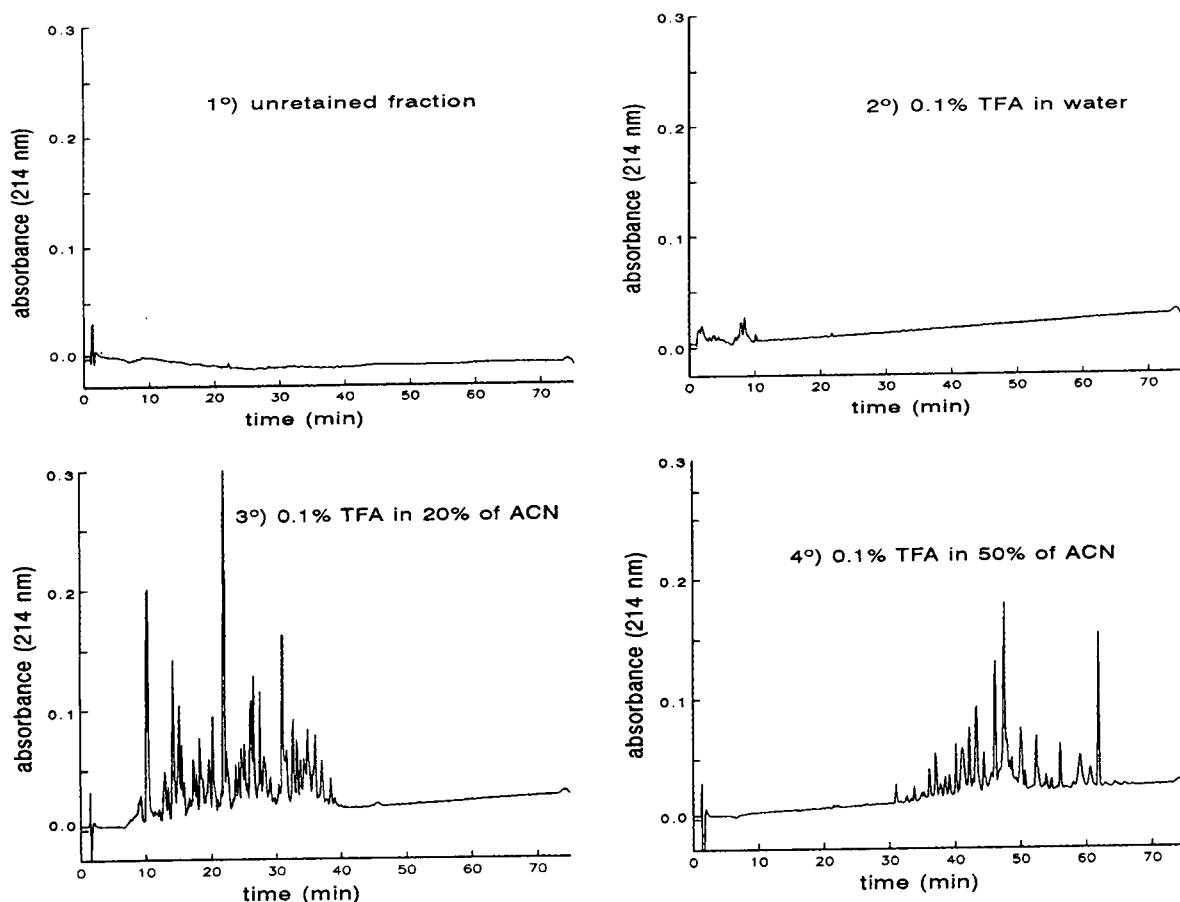 0.3
0.2
0.1
0.0
absorbance (214 nm)
1°) unretained fraction
0 10 20 30 40 50 60 70
time (min)
0.3
0.2
0.1
0.0
absorbance (214 nm)
2°) 0.1% TFA in water
0 10 20 30 40 50 60 70
time (min)
0.3
0.2
0.1
0.0
absorbance (214 nm)
3°) 0.1% TFA in 20% of ACN
0 10 20 30 40 50 60 70
time (min)
0.3
0.2
0.1
0.0
absorbance (214 nm)
4°) 0.1% TFA in 50% of ACN
0 10 20 30 40 50 60 70
time (min)